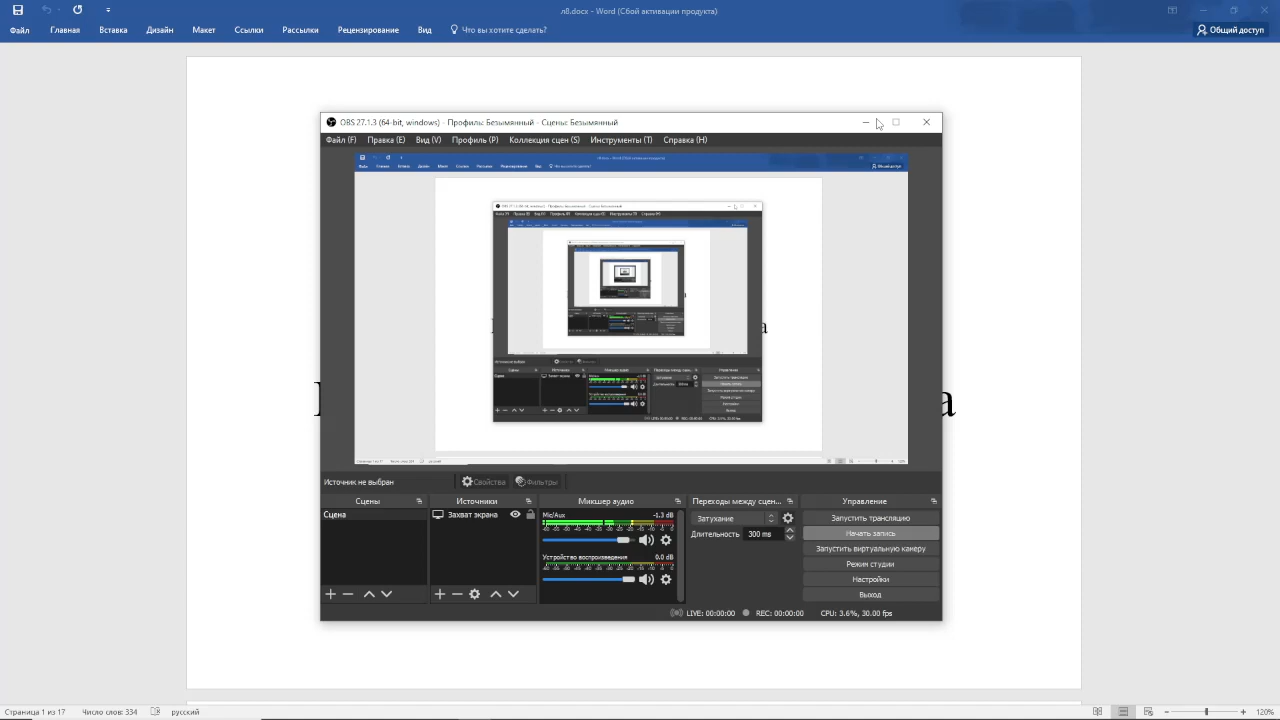 л8.docx - Word (Сбой активации продукта)
Файл Главная Вставка Дизайн Макет Ссылки Рассылки Рецензирование Вид Что вы хотите сделать? Общий доступ
OBS 27.1.3 (64-bit, windows) - Профиль: Безымянный - Сцены: Безымянный
Файл (F) Правка (E) Вид (V) Профиль (P) Коллекция сцен (S) Инструменты (T) Справка (H)
а
Источник не выбран Свойства Фильтры
Сцены Источники Микшер аудио Переходы между сцен... Управление
Сцена
Захват экрана
Mic/Aux -1.3 dB
Устройство воспроизведения 0.0 dB
Затухание
Длительность 300 ms
Запустить трансляцию
Начать запись
Запустить виртуальную камеру
Режим студии
Настройки
Выход
LIVE: 00:00:00 REC: 00:00:00 CPU: 3.6%, 30.00 fps
Страница 1 из 17 Число слов: 334 русский 120%